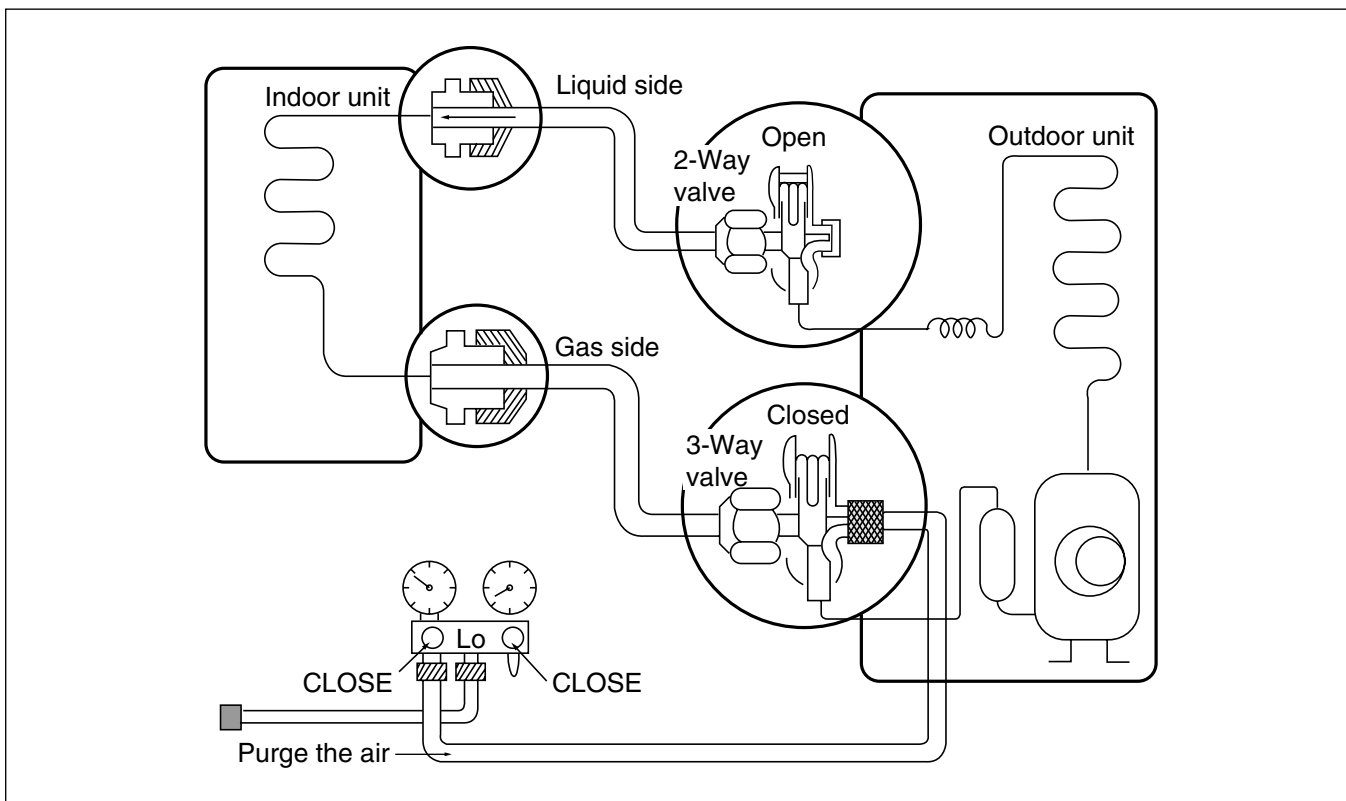 Indoor unit
Liquid side
Open
2-Way
valve
Outdoor unit
Gas side
Closed
3-Way
valve
Lo
CLOSE
CLOSE
Purge the air